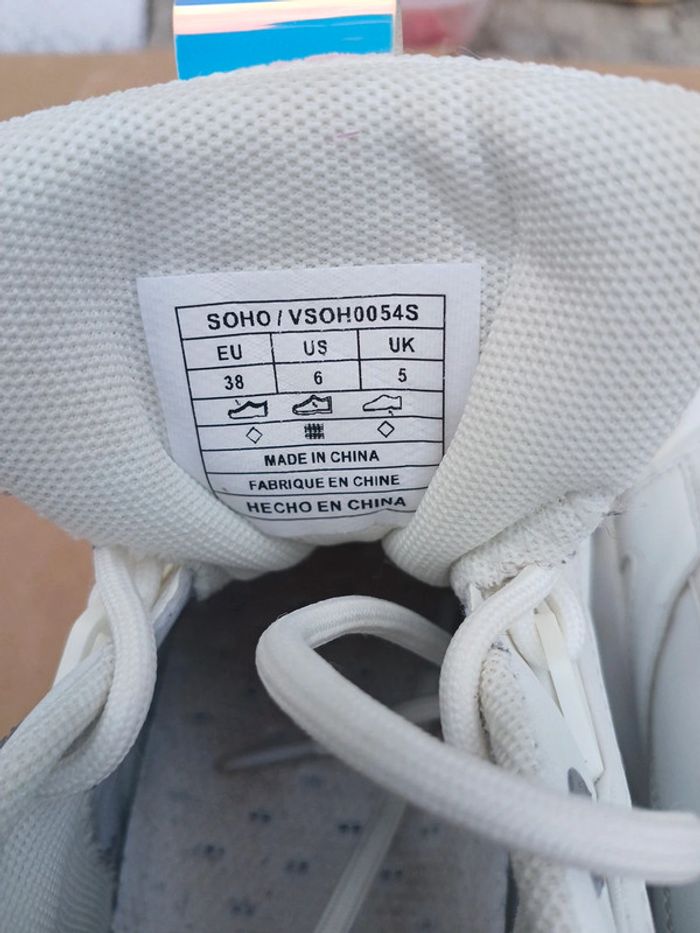 SOHO / VSOH0054S
EU US UK
38 6 5
MADE IN CHINA
FABRIQUE EN CHINE
HECHO EN CHINA